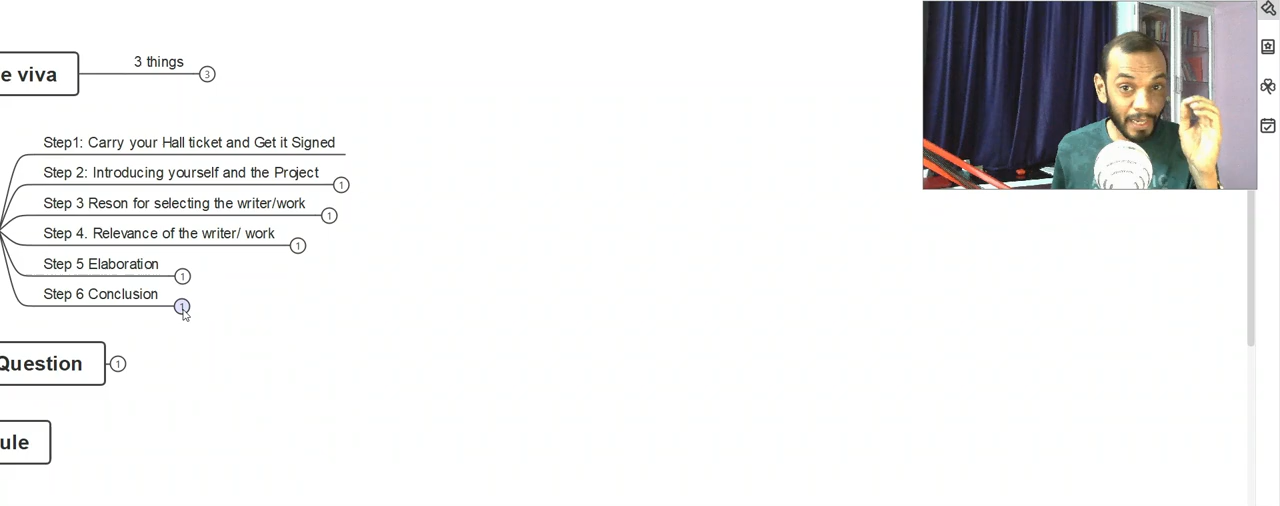 e viva
3 things
3
Step1: Carry your Hall ticket and Get it Signed
Step 2: Introducing yourself and the Project
1
Step 3 Reson for selecting the writer/work
1
Step 4. Relevance of the writer/ work
1
Step 5 Elaboration
1
Step 6 Conclusion
1
Question
1
ule